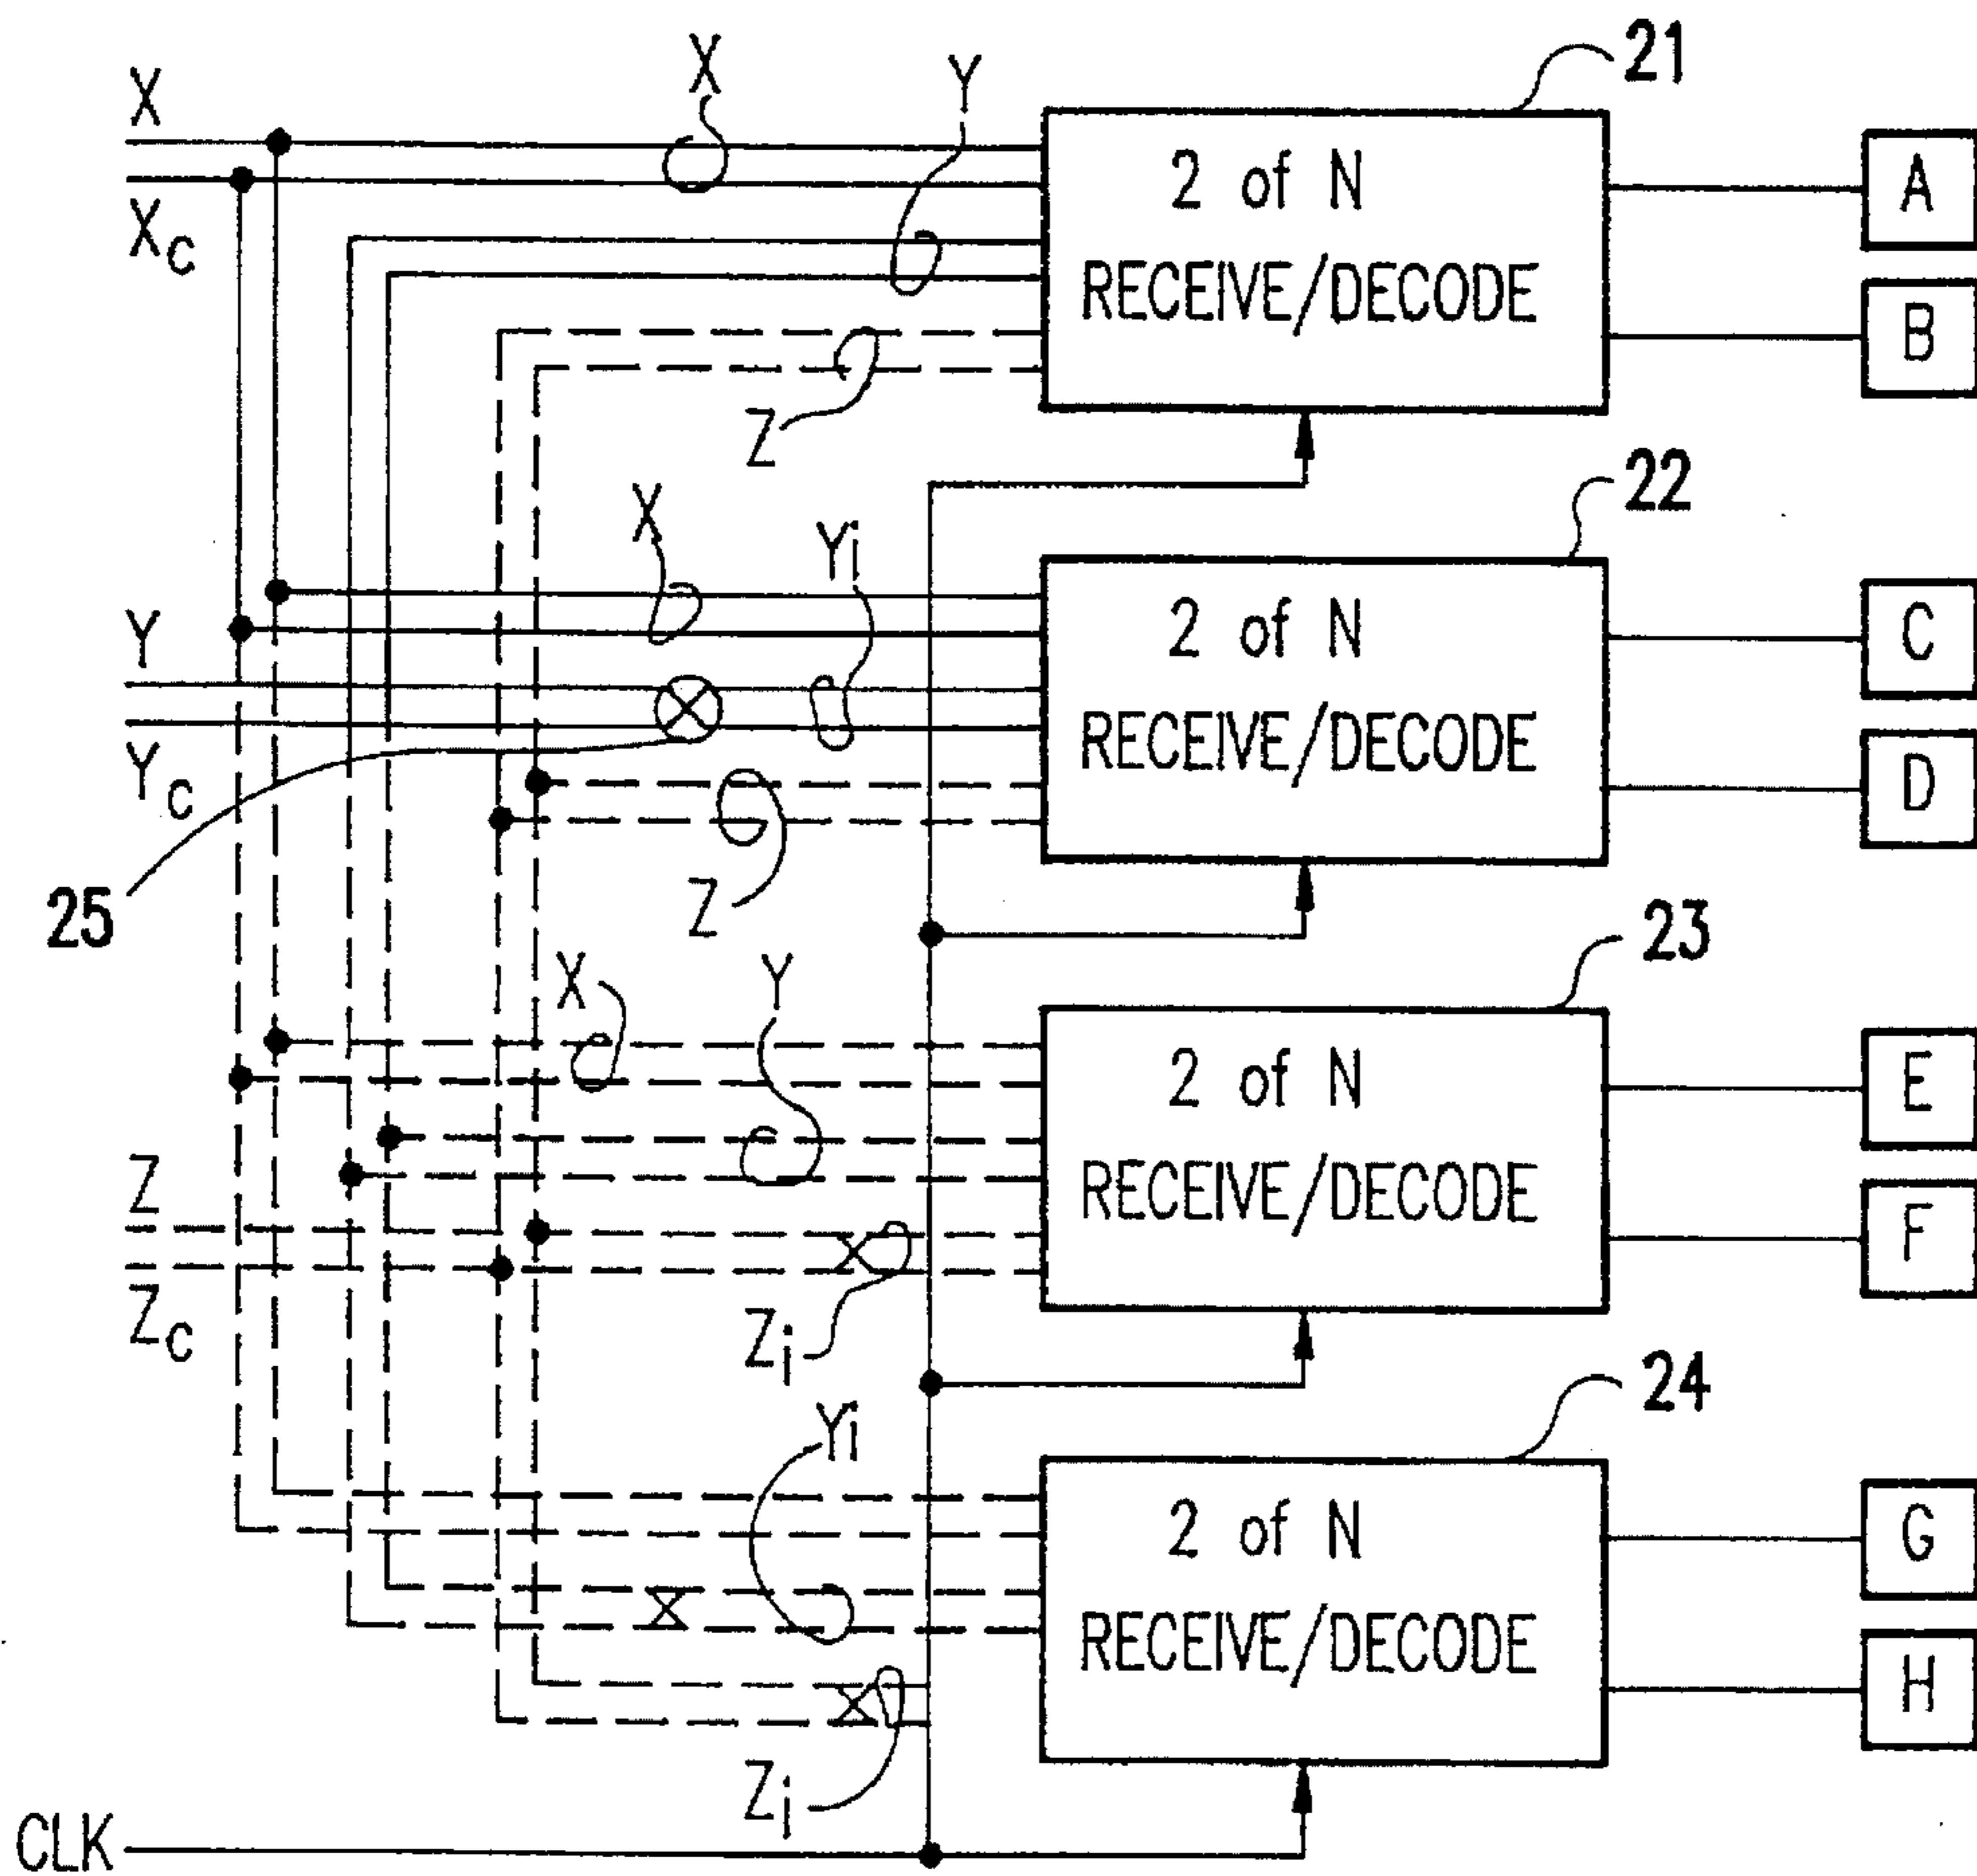 X
X
Y
21
Xc
2 of N
RECEIVE/DECODE
A
B
Z
22
X
Yi
2 of N
RECEIVE/DECODE
C
D
Y
Yc
25
Z
23
X
Y
2 of N
RECEIVE/DECODE
E
F
Z
Zc
Zi
24
Yi
2 of N
RECEIVE/DECODE
G
H
Zi
CLK